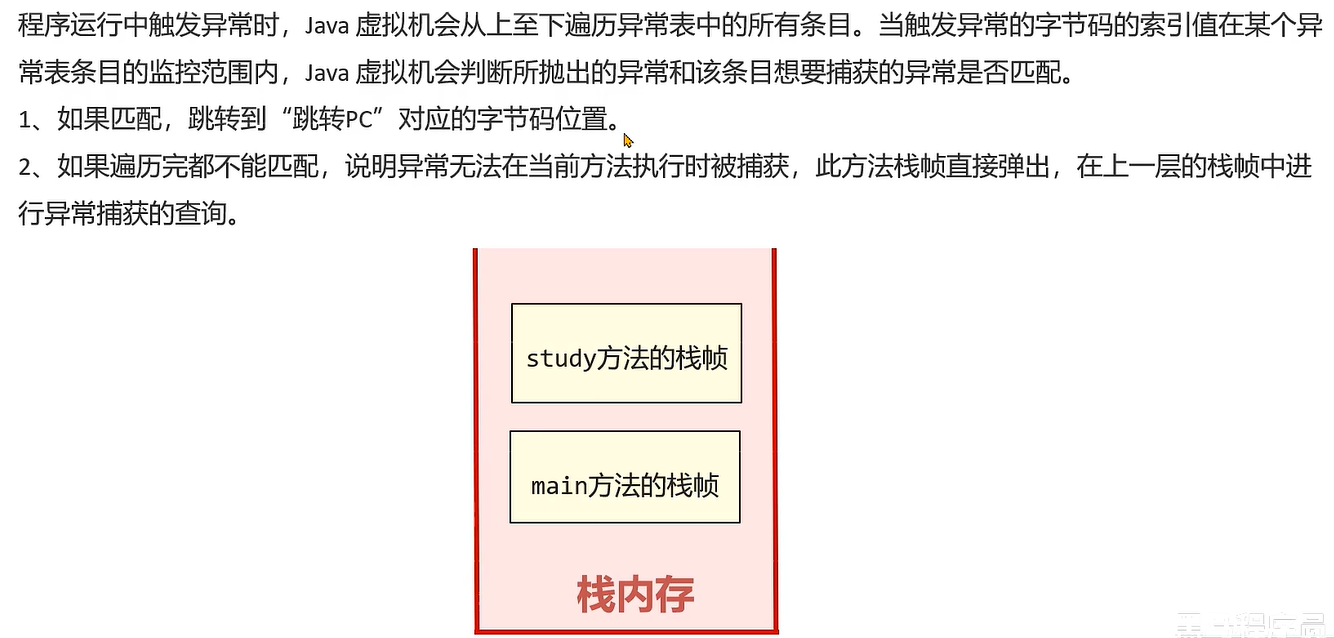 程序运行中触发异常时，Java 虚拟机会从上至下遍历异常表中的所有条目。当触发异常的字节码的索引值在某个异
常表条目的监控范围内，Java 虚拟机会判断所抛出的异常和该条目想要捕获的异常是否匹配。
1、如果匹配，跳转到“跳转PC”对应的字节码位置。
2、如果遍历完都不能匹配，说明异常无法在当前方法执行时被捕获，此方法栈帧直接弹出，在上一层的栈帧中进
行异常捕获的查询。
study方法的栈帧
main方法的栈帧
栈内存